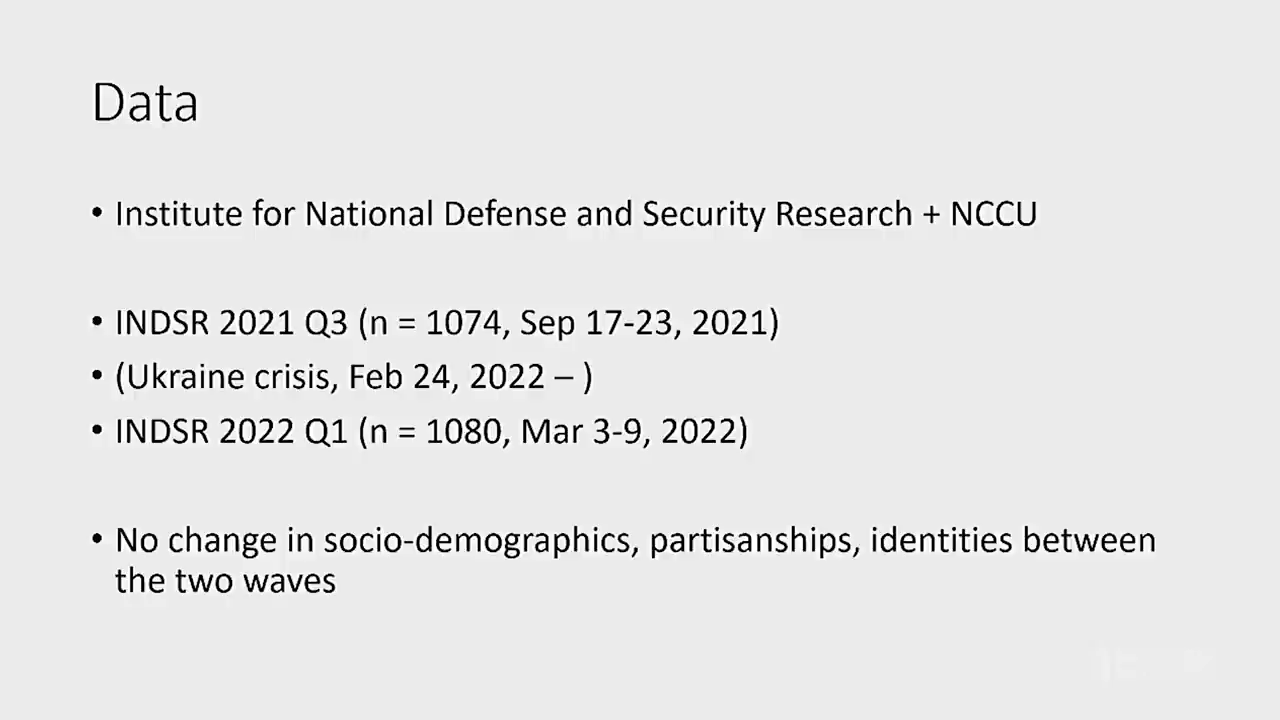 Data
• Institute for National Defense and Security Research + NCCU
• INDSR 2021 Q3 (n = 1074, Sep 17-23, 2021)
• (Ukraine crisis, Feb 24, 2022 – )
• INDSR 2022 Q1 (n = 1080, Mar 3-9, 2022)
• No change in socio-demographics, partisanships, identities between
the two waves